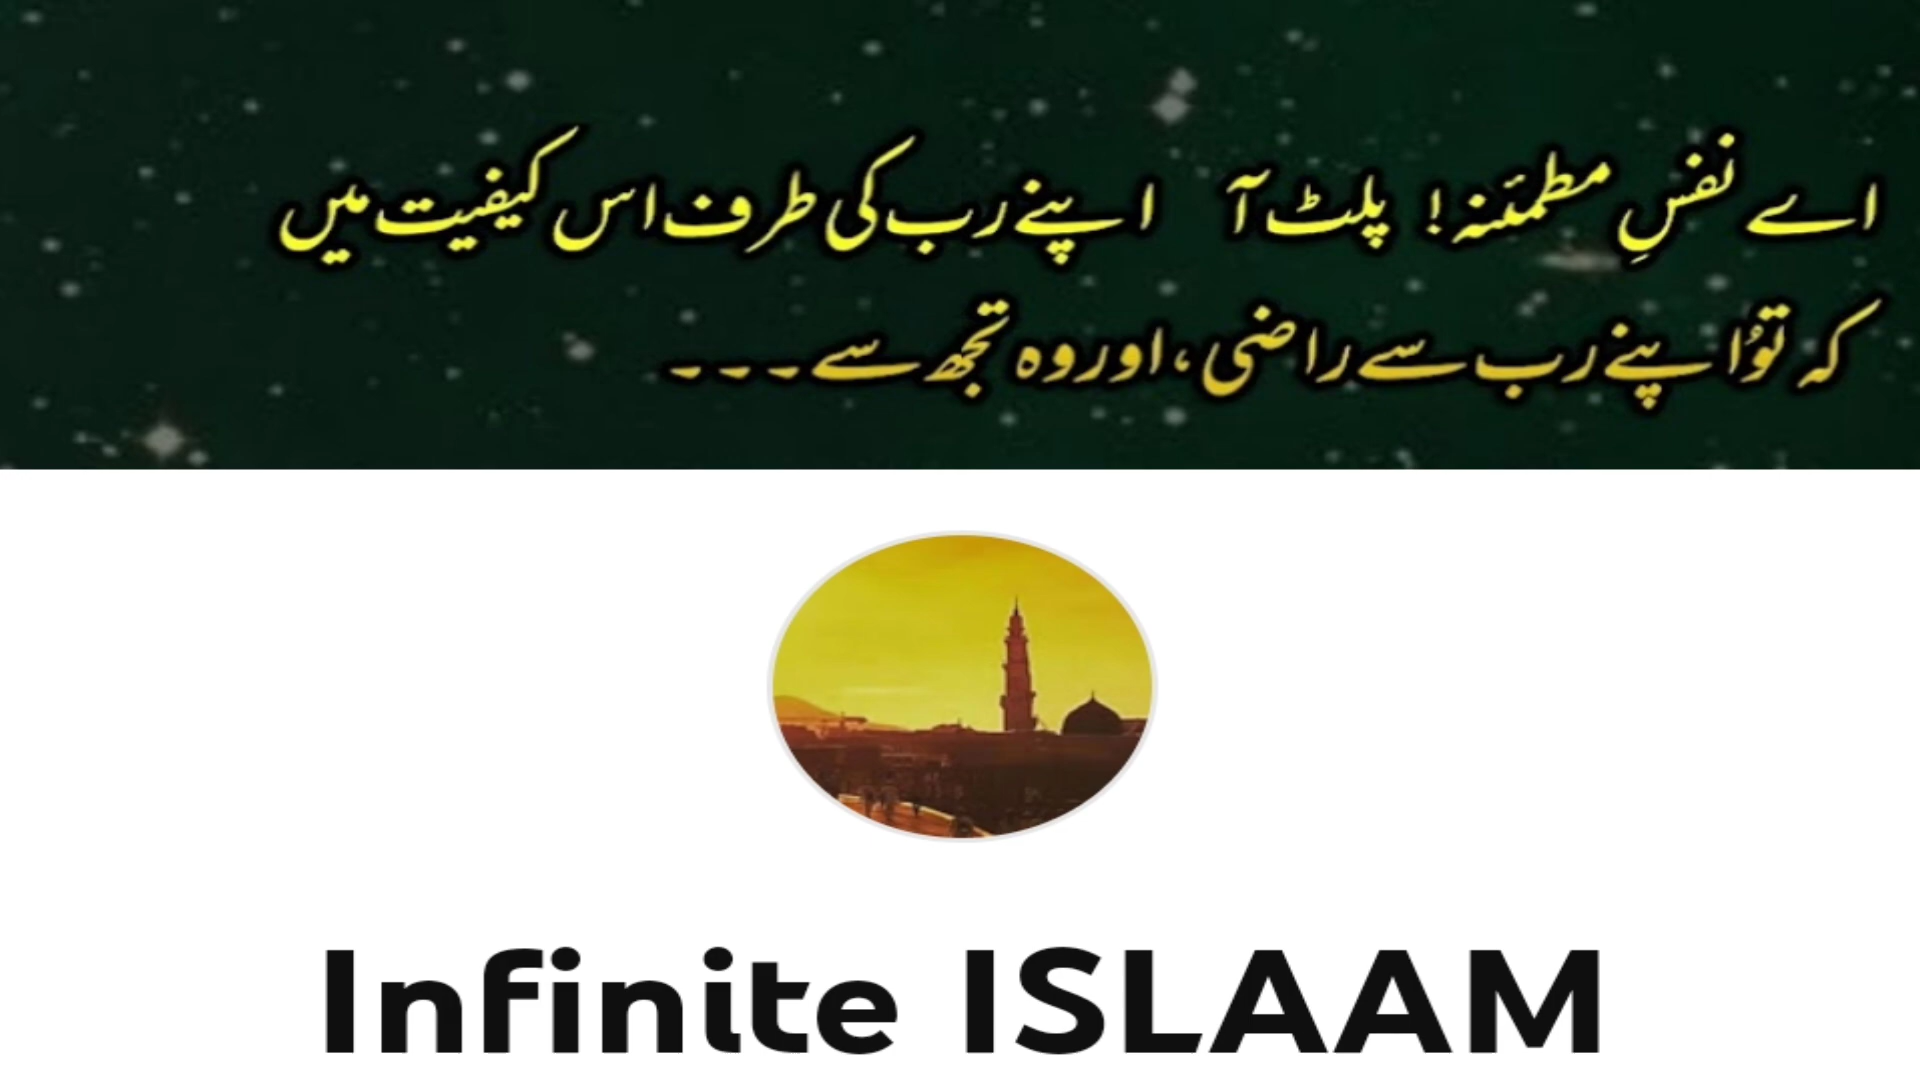 اے نفسِ مطمئنہ! پلٹ آ اپنے رب کی طرف اس کیفیت میں
کہ توُ اپنے رب سے راضی، اور وہ تجھ سے ۔ ۔ ۔
Infinite ISLAAM